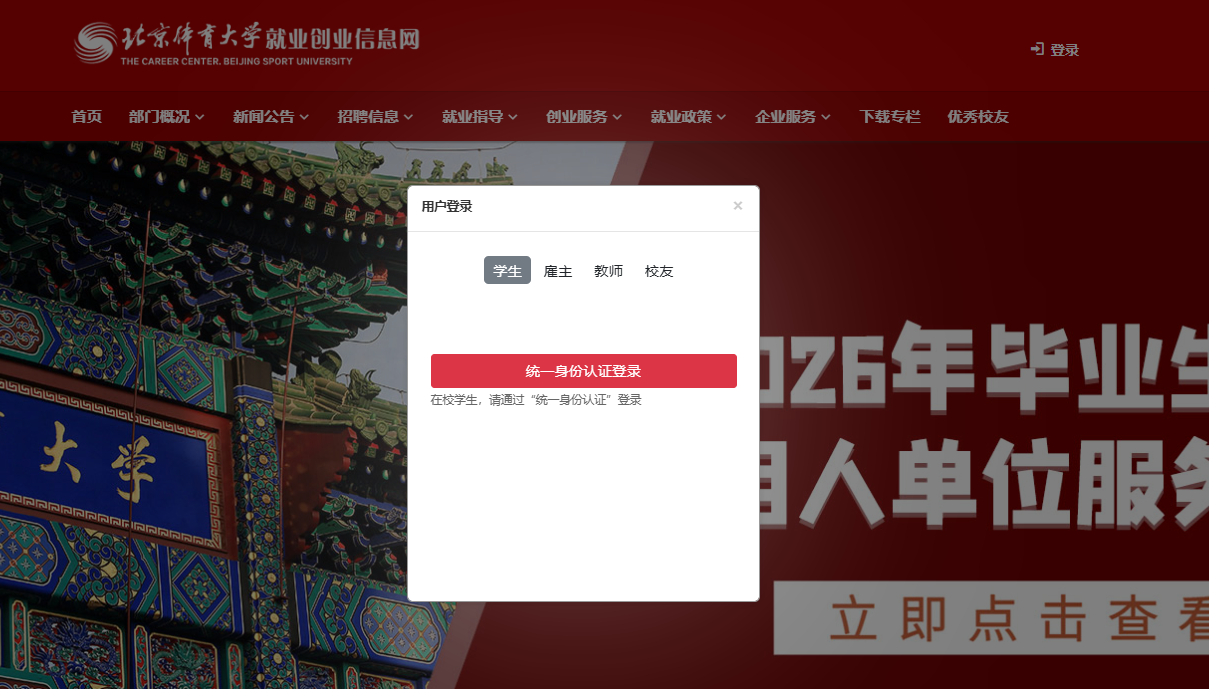 北京体育大学就业创业信息网
THE CAREER CENTER, BEIJING SPORT UNIVERSITY
登录
首页 部门概况 新闻公告 招聘信息 就业指导 创业服务 就业政策 企业服务 下载专栏 优秀校友
用户登录 ×
学生 雇主 教师 校友
统一身份认证登录
在校学生，请通过“统一身份认证”登录
大学
026年毕业生
用人单位服务
立即点击查看